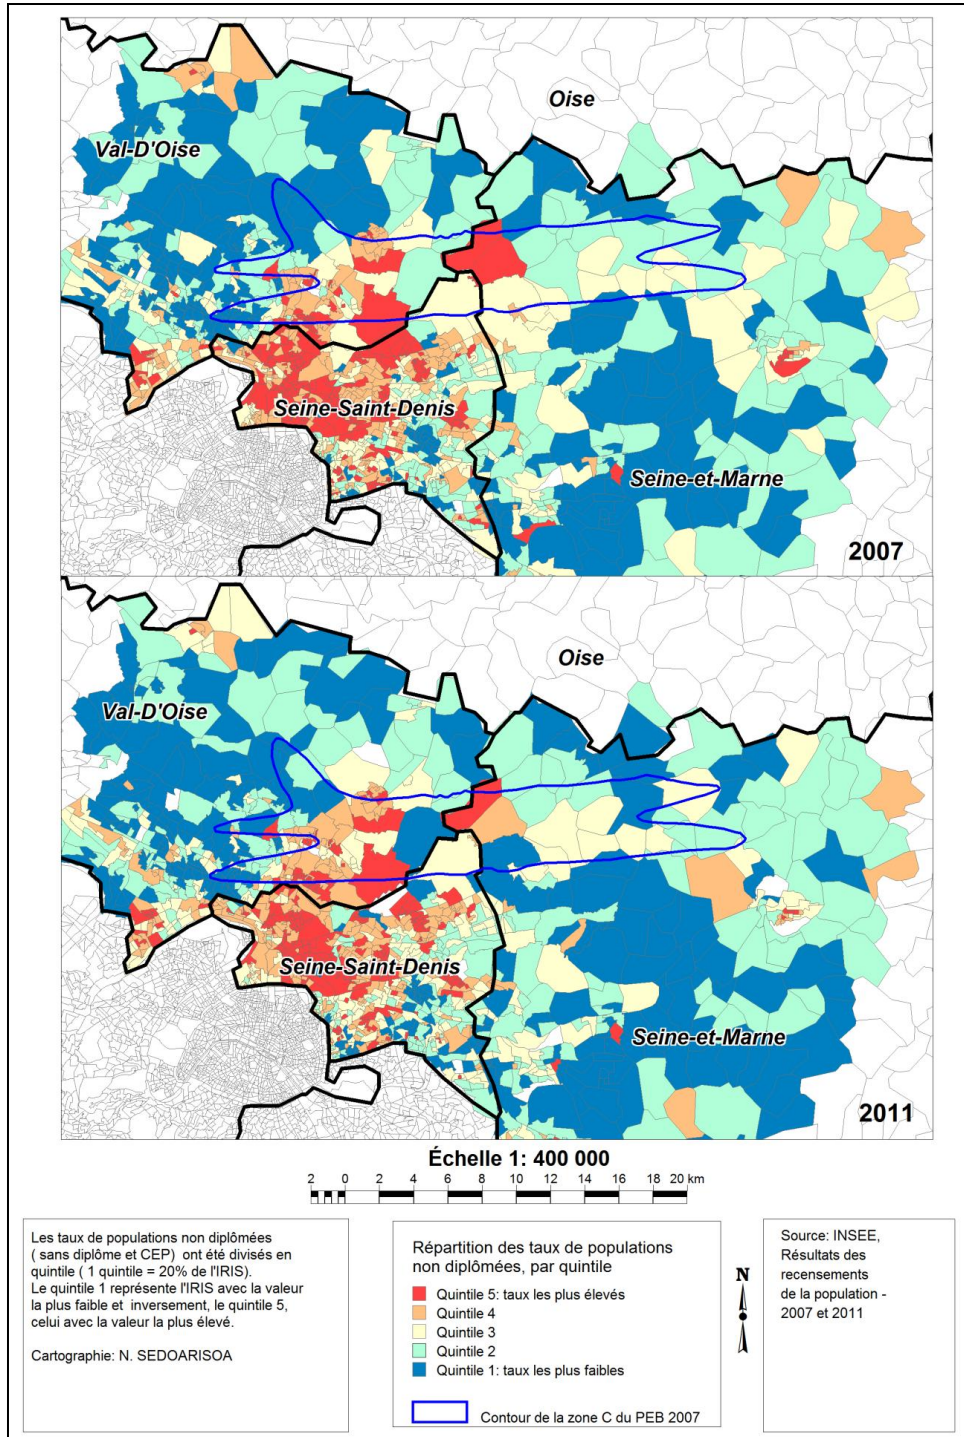 Oise
Val-D'Oise
Seine-Saint-Denis
Seine-et-Marne
2007
Oise
Val-D'Oise
Seine-Saint-Denis
Seine-et-Marne
2011
Échelle 1: 400 000
2 0 2 4 6 8 10 12 14 16 18 20 km
Les taux de populations non diplômées
( sans diplôme et CEP) ont été divisés en
quintile ( 1 quintile = 20% de l'IRIS).
Le quintile 1 représente l'IRIS avec la valeur
la plus faible et inversement, le quintile 5,
celui avec la valeur la plus élevé.
Cartographie: N. SEDOARISOA
Répartition des taux de populations
non diplômées, par quintile
Quintile 5: taux les plus élevés
Quintile 4
Quintile 3
Quintile 2
Quintile 1: taux les plus faibles
Contour de la zone C du PEB 2007
N
Source: INSEE,
Résultats des
recensements
de la population -
2007 et 2011